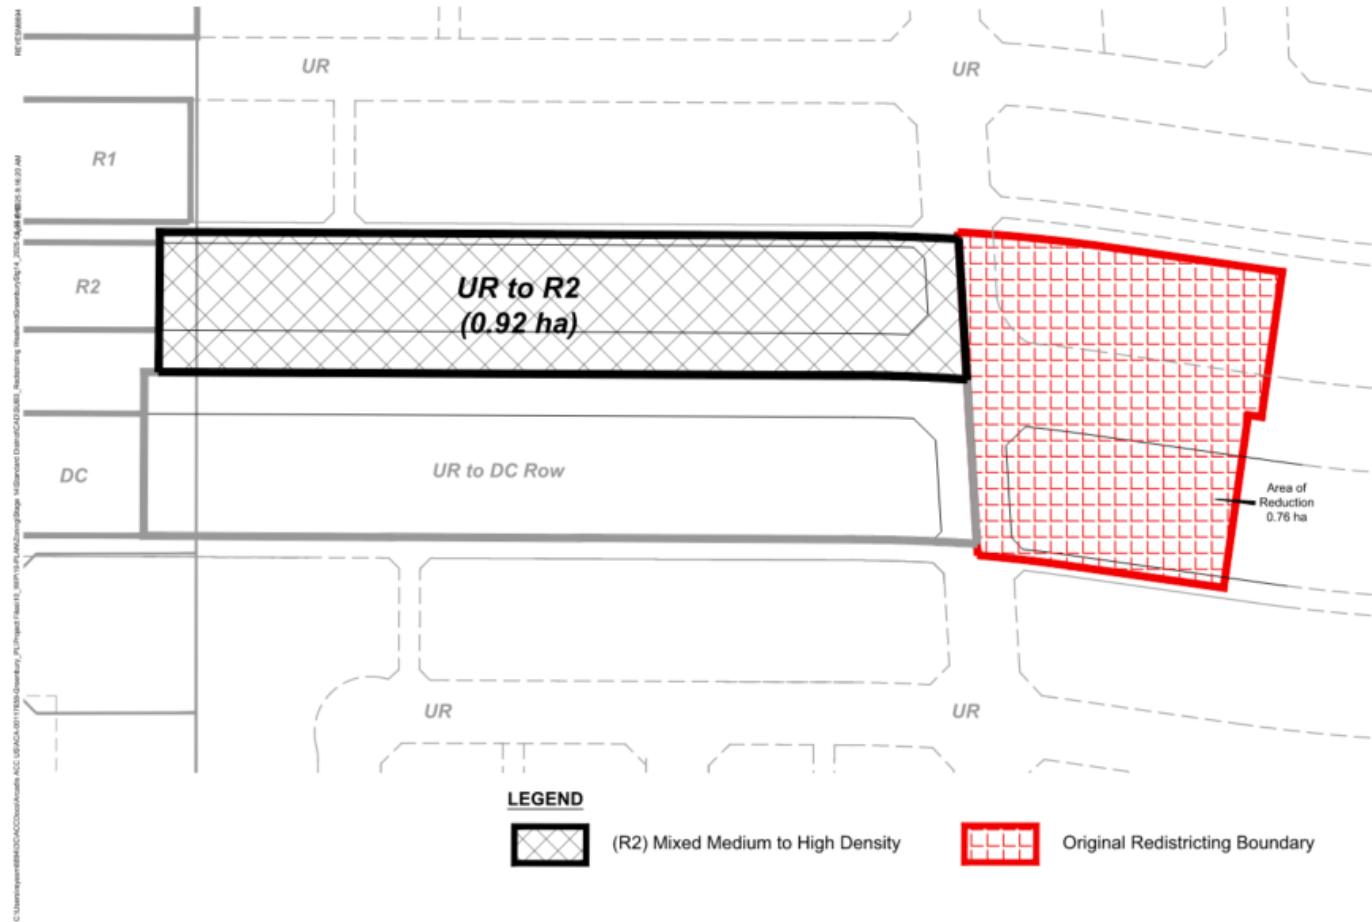 UR
UR
R1
R2
UR to R2
(0.92 ha)
DC
UR to DC Row
Area of
Reduction
0.76 ha
UR
UR
LEGEND
(R2) Mixed Medium to High Density
Original Redistricting Boundary